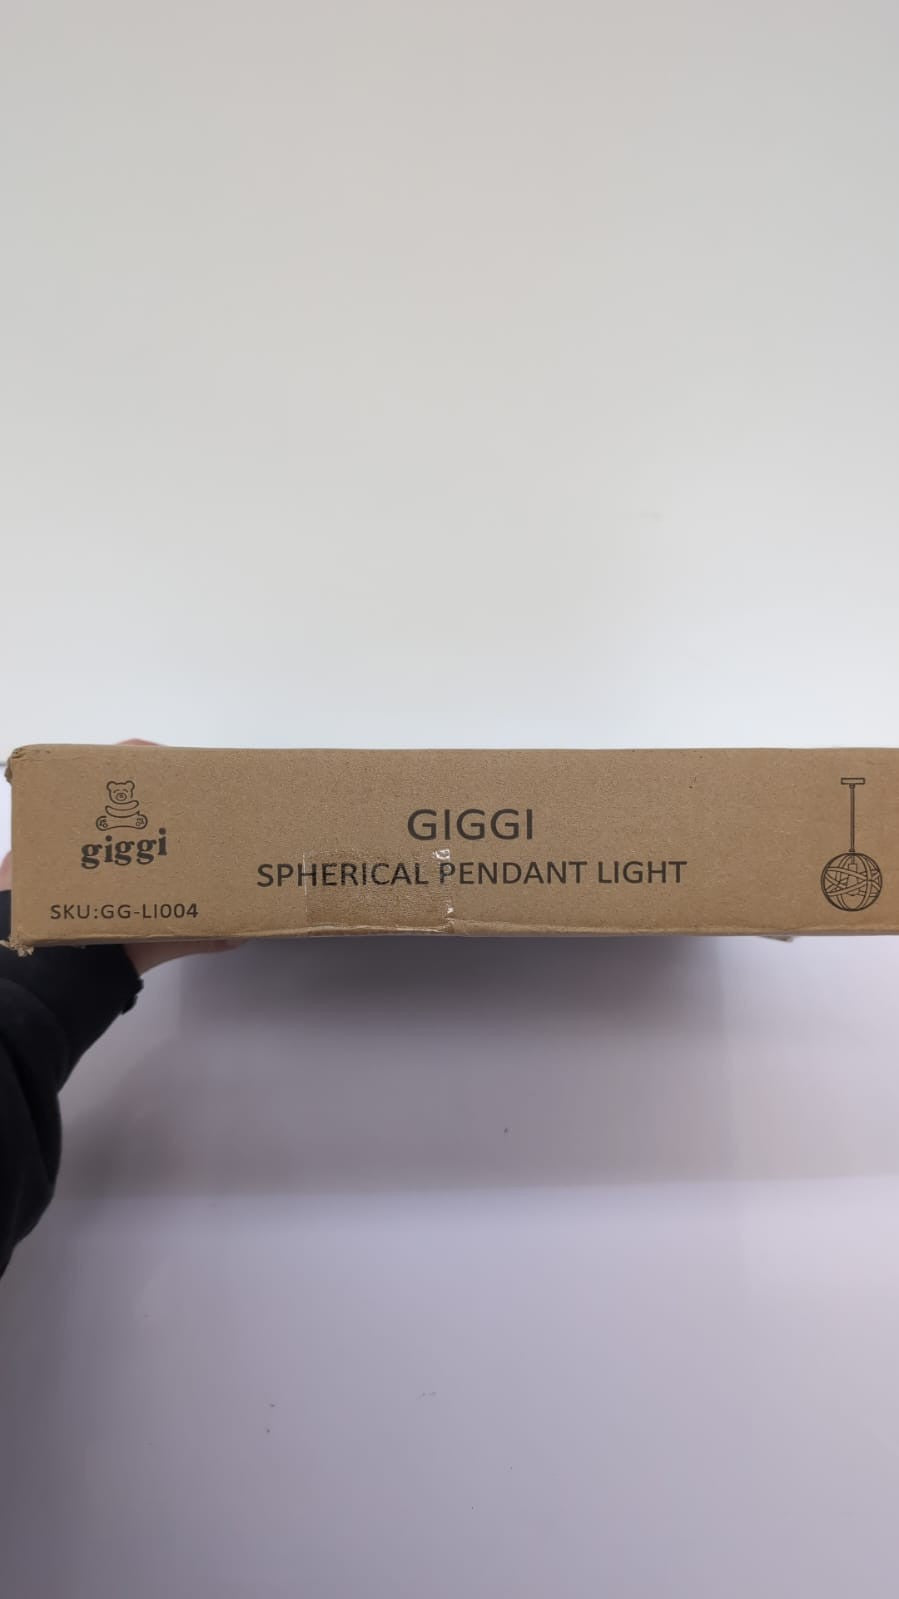 giggi
SKU:GG-LI004
GIGGI
SPHERICAL PENDANT LIGHT